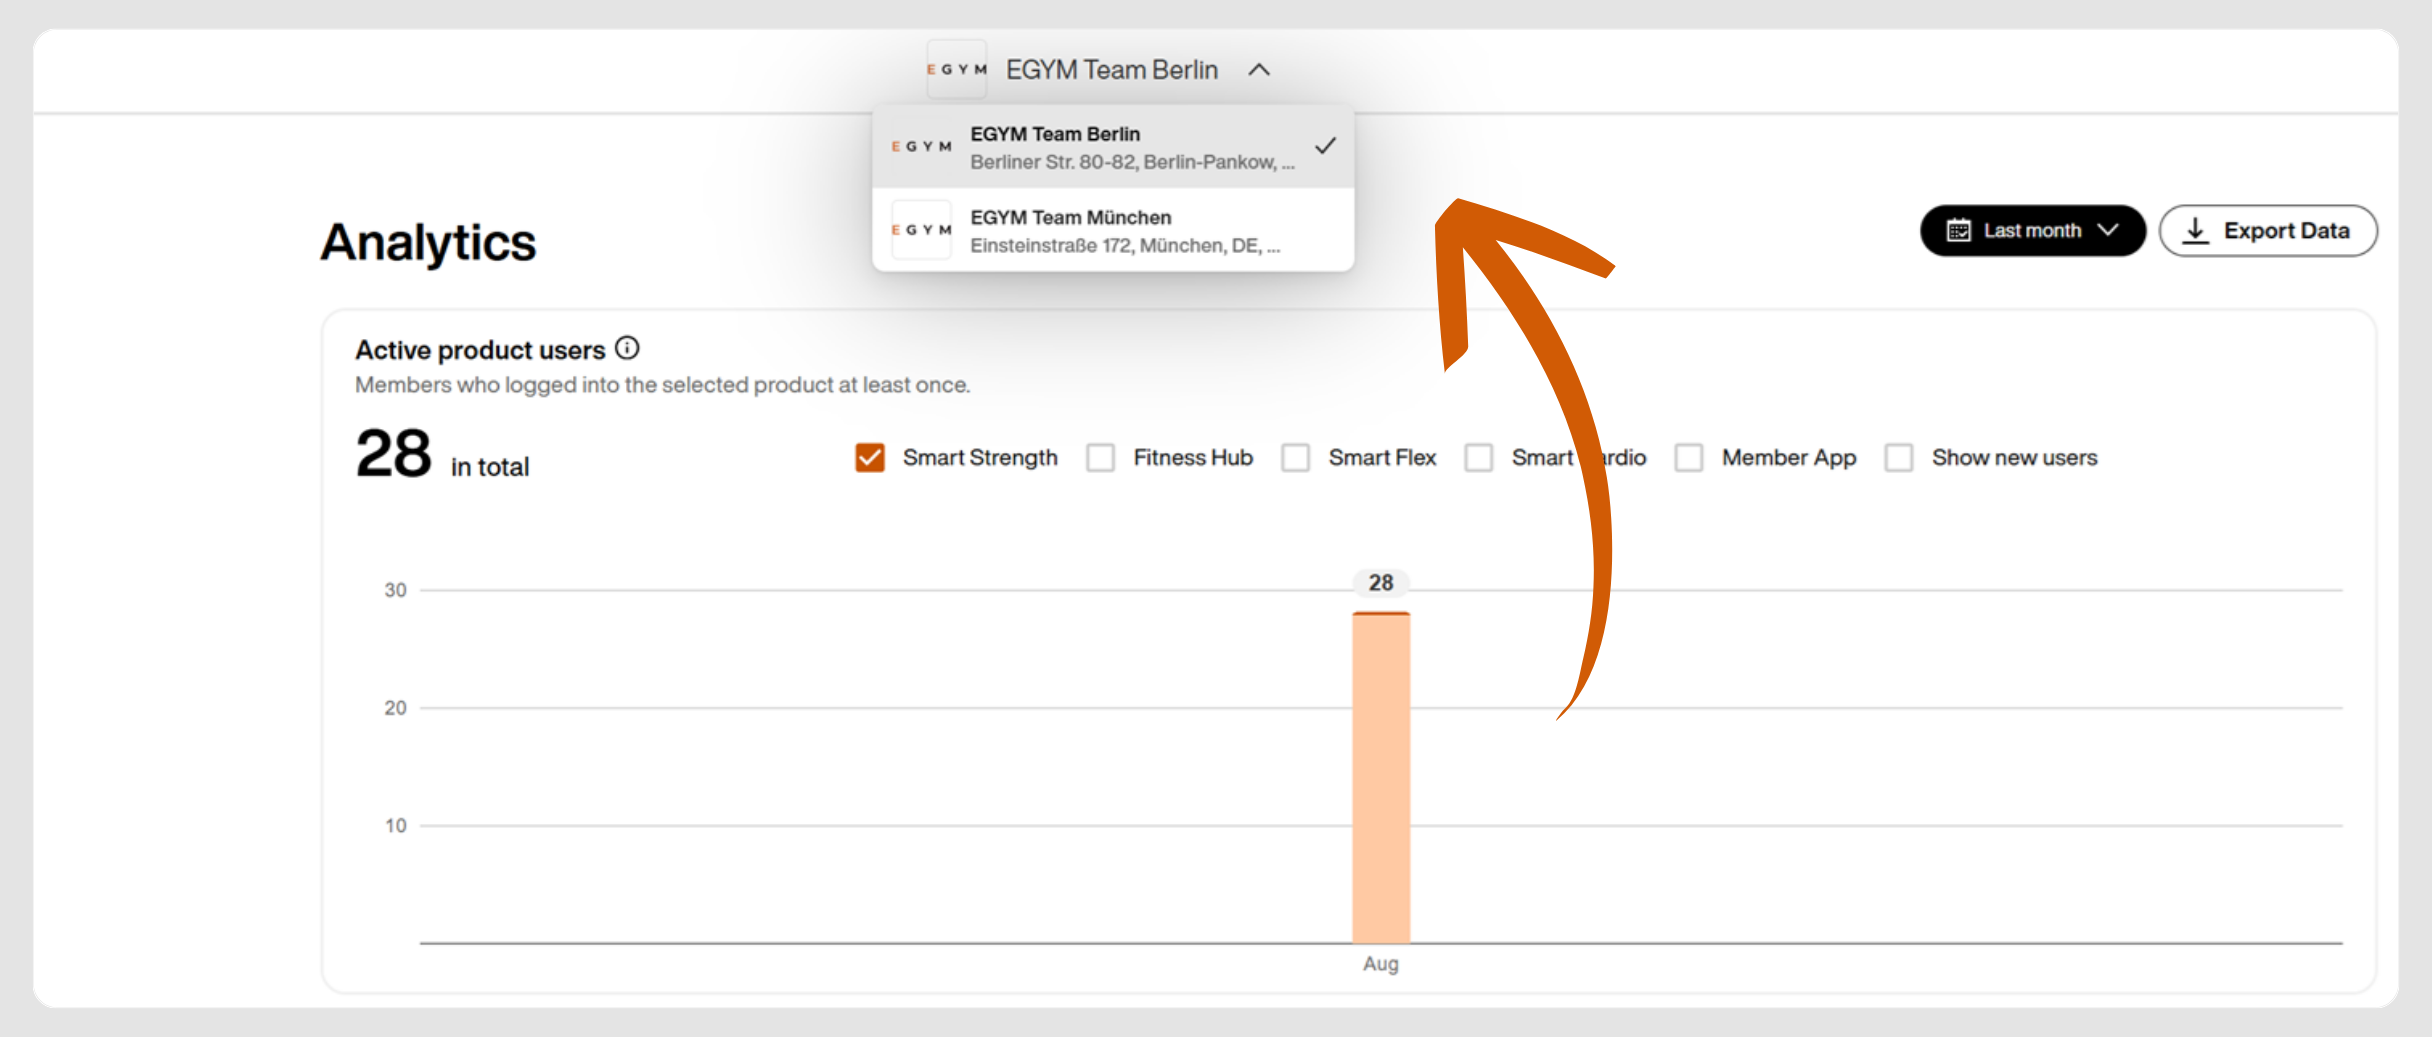 EGYM EGYM Team Berlin
EGYM EGYM Team Berlin
Berliner Str. 80-82, Berlin-Pankow, ...
EGYM EGYM Team München
Einsteinstraße 172, München, DE, ...
Analytics
Last month
Export Data
Active product users
Members who logged into the selected product at least once.
28 in total
Smart Strength
Fitness Hub
Smart Flex
Smart ardio
Member App
Show new users
30
28
20
10
Aug